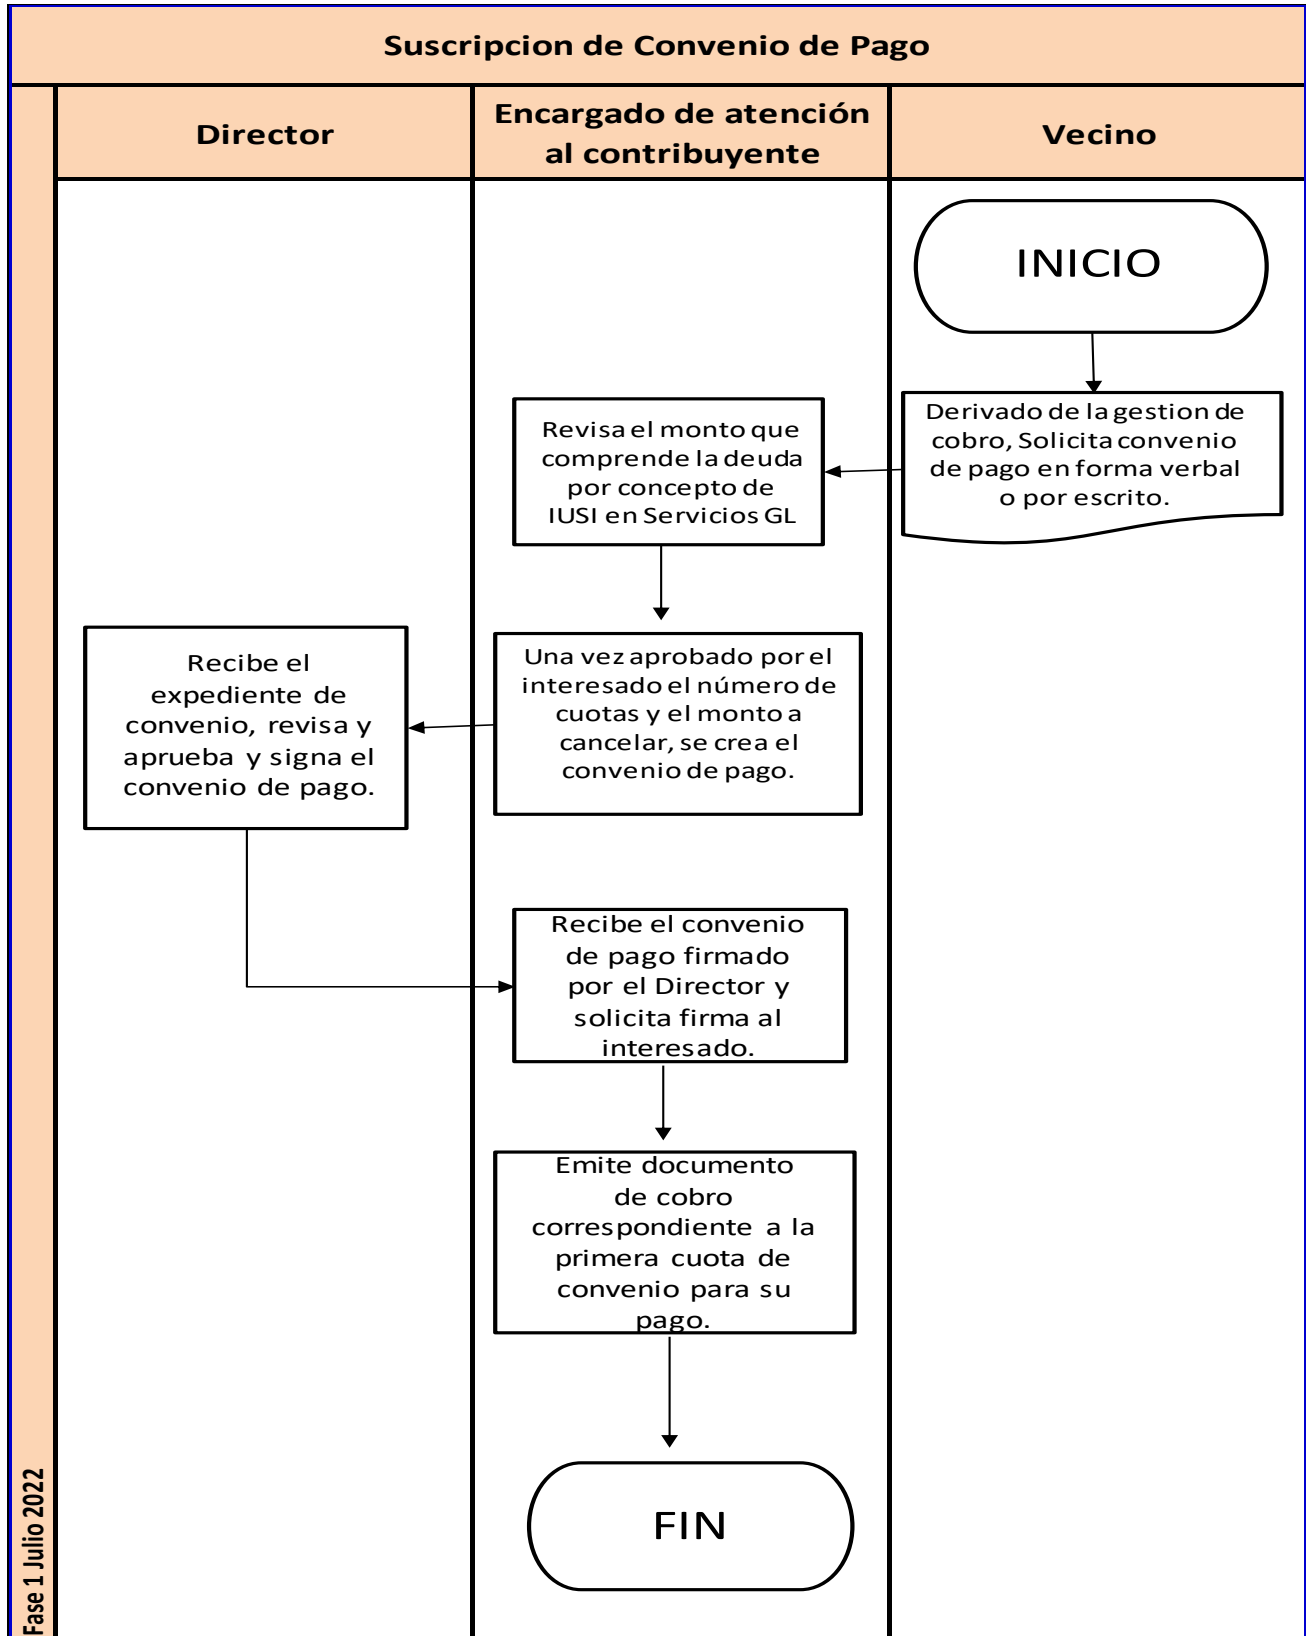 Suscripcion de Convenio de Pago
Director
Encargado de atención
al contribuyente
Vecino
INICIO
Derivado de la gestion de
cobro, Solicita convenio
de pago en forma verbal
o por escrito.
Revisa el monto que
comprende la deuda
por concepto de
IUSI en Servicios GL
Una vez aprobado por el
interesado el número de
cuotas y el monto a
cancelar, se crea el
convenio de pago.
Recibe el
expediente de
convenio, revisa y
aprueba y signa el
convenio de pago.
Recibe el convenio
de pago firmado
por el Director y
solicita firma al
interesado.
Emite documento
de cobro
correspondiente a la
primera cuota de
convenio para su
pago.
FIN
Fase 1 Julio 2022